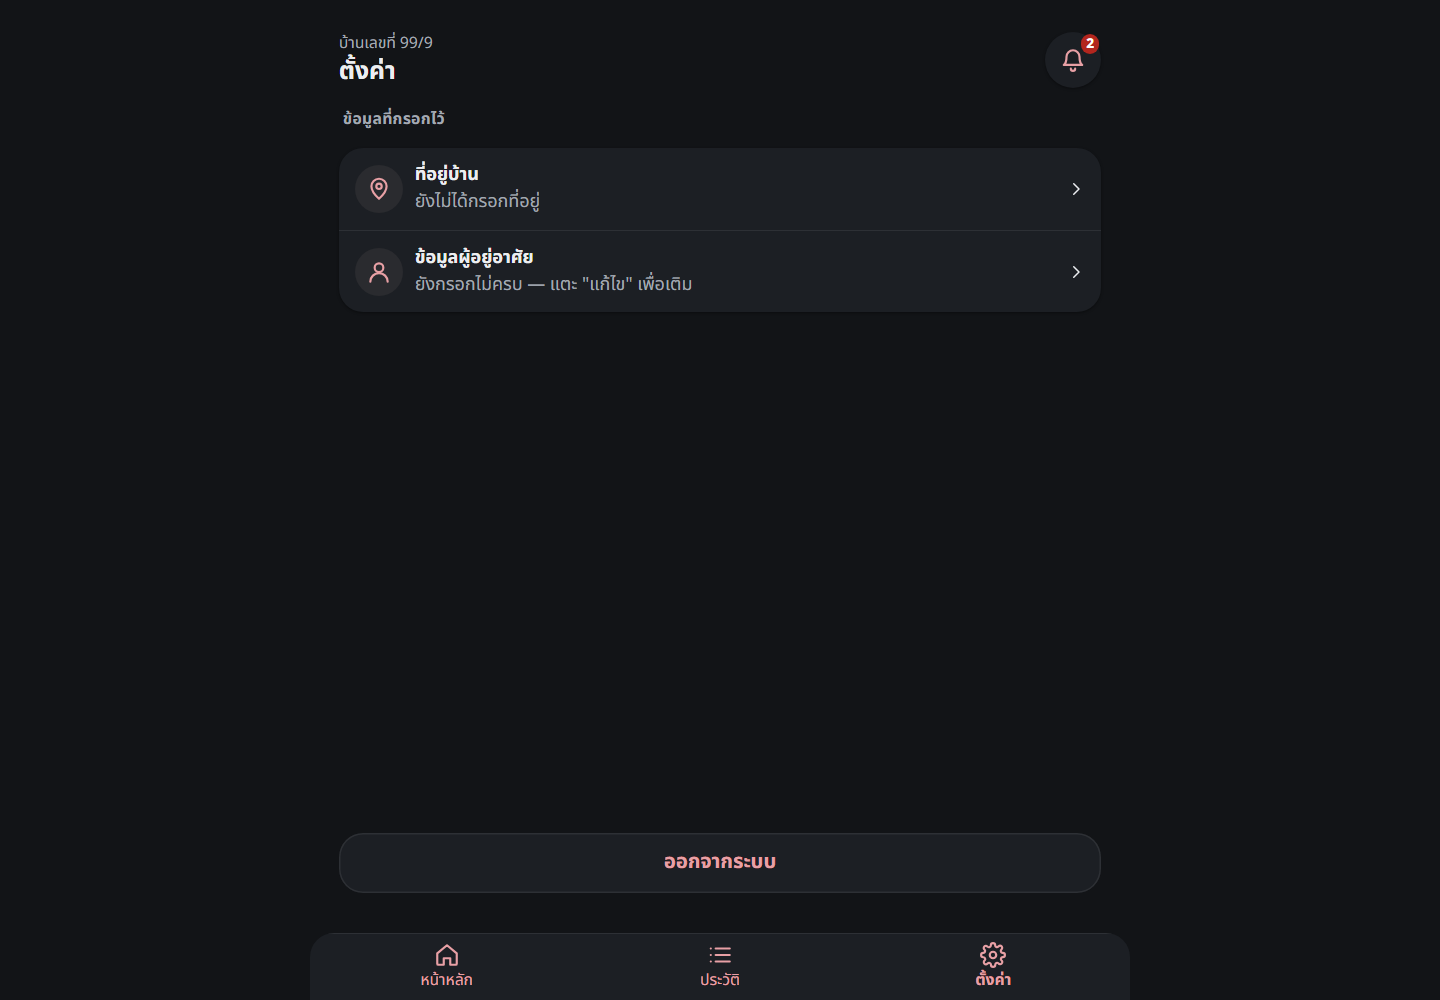 บ้านเลขที่ 99/9
ตั้งค่า
2
ข้อมูลที่กรอกไว้
ที่อยู่บ้าน
ยังไม่ได้กรอกที่อยู่
ข้อมูลผู้อยู่อาศัย
ยังกรอกไม่ครบ — แตะ "แก้ไข" เพื่อเติม
ออกจากระบบ
หน้าหลัก
ประวัติ
ตั้งค่า